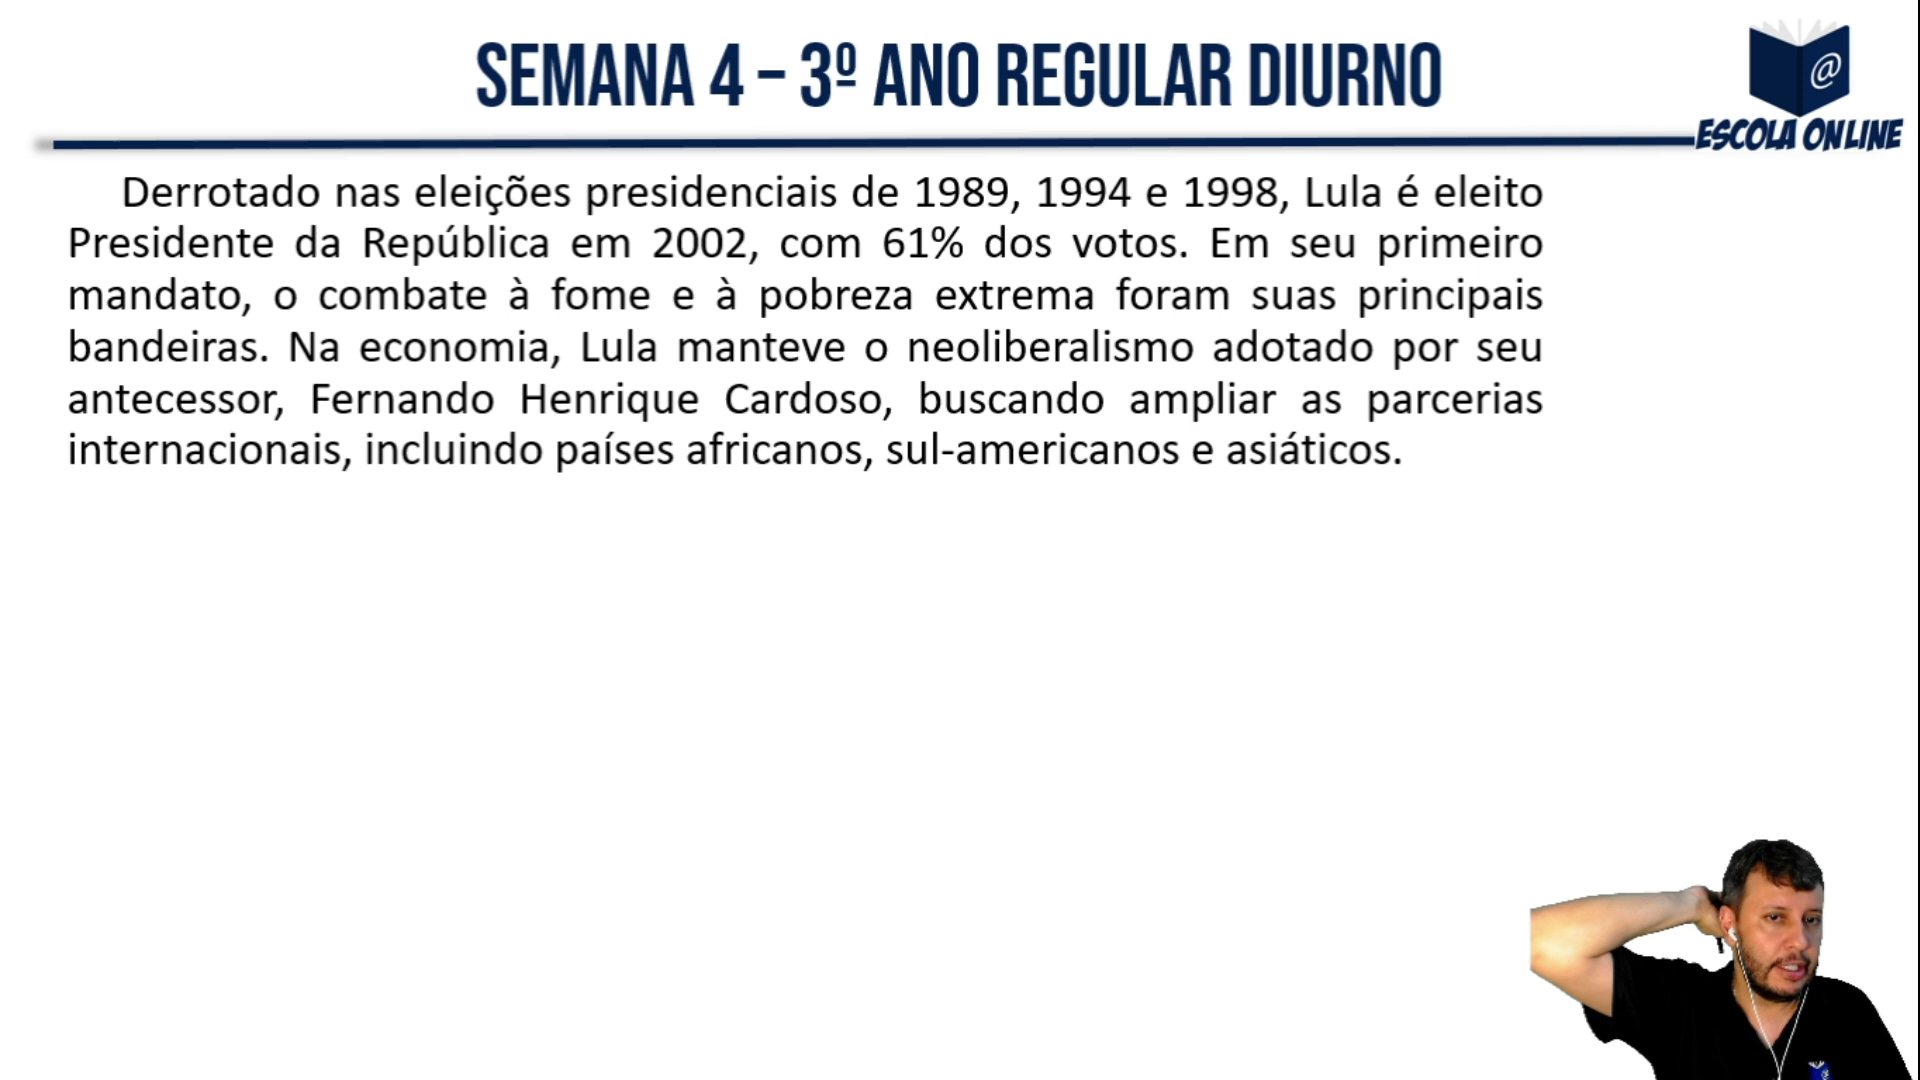 SEMANA 4 – 3º ANO REGULAR DIURNO
@
ESCOLA ONLINE
Derrotado nas eleições presidenciais de 1989, 1994 e 1998, Lula é eleito
Presidente da República em 2002, com 61% dos votos. Em seu primeiro
mandato, o combate à fome e à pobreza extrema foram suas principais
bandeiras. Na economia, Lula manteve o neoliberalismo adotado por seu
antecessor, Fernando Henrique Cardoso, buscando ampliar as parcerias
internacionais, incluindo países africanos, sul-americanos e asiáticos.